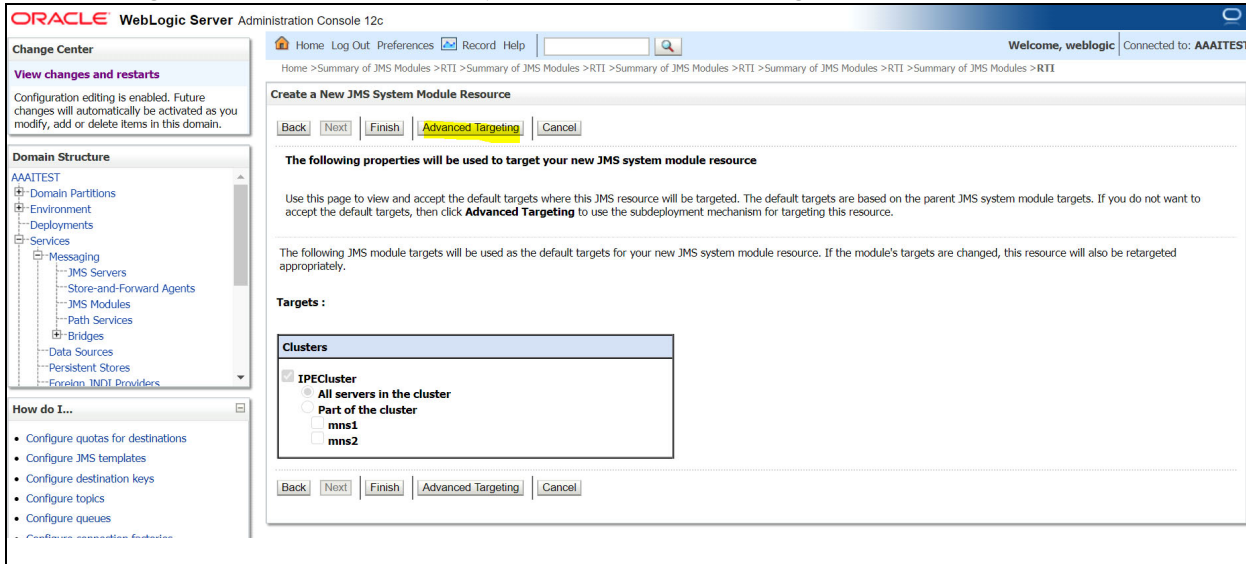 ORACLE WebLogic Server Administration Console 12c
Change Center
View changes and restarts
Configuration editing is enabled. Future
changes will automatically be activated as you
modify, add or delete items in this domain.
Domain Structure
AAAITEST
Domain Partitions
Environment
Deployments
Services
Messaging
JMS Servers
Store-and-Forward Agents
JMS Modules
Path Services
Bridges
Data Sources
Persistent Stores
Foreign JNDI Providers
How do I...
Configure quotas for destinations
Configure JMS templates
Configure destination keys
Configure topics
Configure queues
Configure connection factories
Home Log Out Preferences Record Help
Welcome, weblogic Connected to: AAAITEST
Home >Summary of JMS Modules >RTI >Summary of JMS Modules >RTI >Summary of JMS Modules >RTI >Summary of JMS Modules >RTI >Summary of JMS Modules >RTI
Create a New JMS System Module Resource
Back Next Finish Advanced Targeting Cancel
The following properties will be used to target your new JMS system module resource
Use this page to view and accept the default targets where this JMS resource will be targeted. The default targets are based on the parent JMS system module targets. If you do not want to
accept the default targets, then click Advanced Targeting to use the subdeployment mechanism for targeting this resource.
The following JMS module targets will be used as the default targets for your new JMS system module resource. If the module's targets are changed, this resource will also be retargeted
appropriately.
Targets :
Clusters
IPECluster
All servers in the cluster
Part of the cluster
mns1
mns2
Back Next Finish Advanced Targeting Cancel